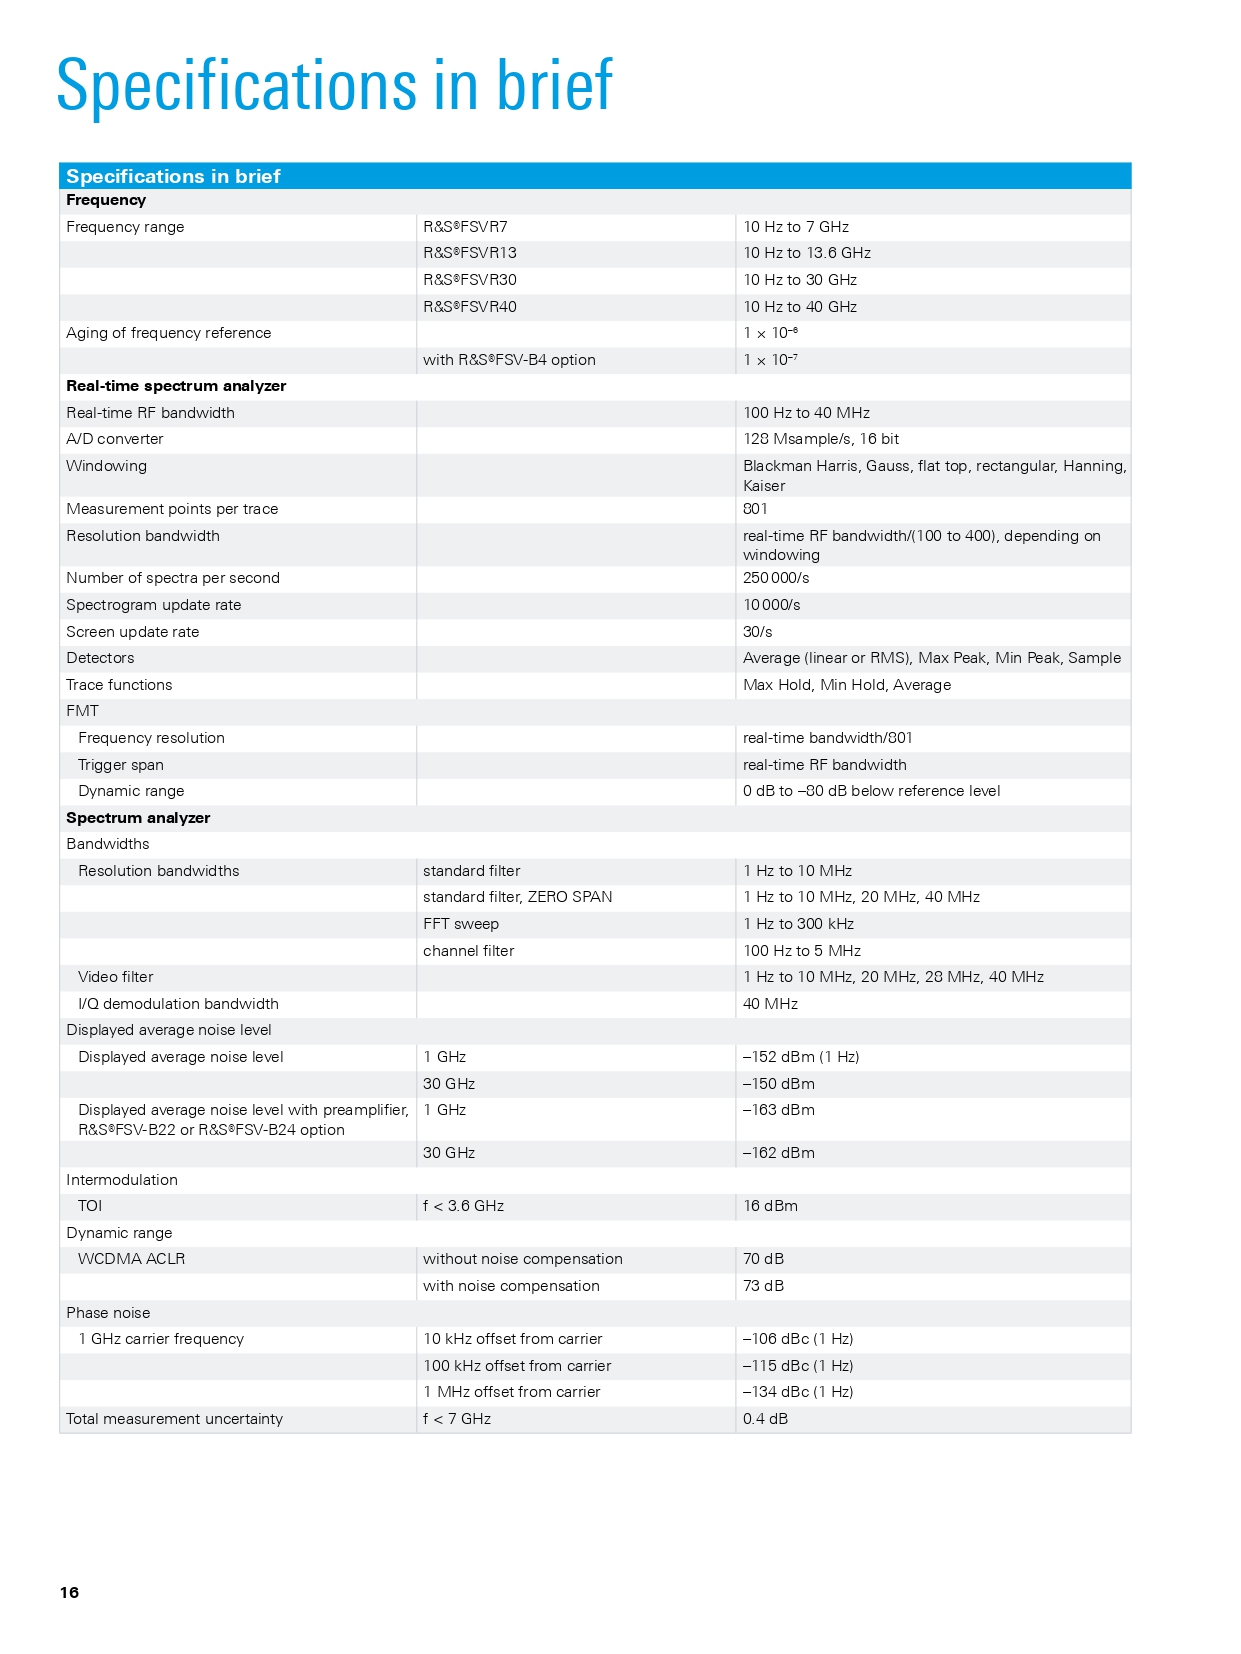 Specifications in brief
Specifications in brief
Frequency
Frequency range R&S®FSVR7 10 Hz to 7 GHz
R&S®FSVR13 10 Hz to 13.6 GHz
R&S®FSVR30 10 Hz to 30 GHz
R&S®FSVR40 10 Hz to 40 GHz
Aging of frequency reference 1 × 10⁻⁶
with R&S®FSV-B4 option 1 × 10⁻⁷
Real-time spectrum analyzer
Real-time RF bandwidth 100 Hz to 40 MHz
A/D converter 128 Msample/s, 16 bit
Windowing Blackman Harris, Gauss, flat top, rectangular, Hanning,
Kaiser
Measurement points per trace 801
Resolution bandwidth real-time RF bandwidth/(100 to 400), depending on
windowing
Number of spectra per second 250 000/s
Spectrogram update rate 10 000/s
Screen update rate 30/s
Detectors Average (linear or RMS), Max Peak, Min Peak, Sample
Trace functions Max Hold, Min Hold, Average
FMT
Frequency resolution real-time bandwidth/801
Trigger span real-time RF bandwidth
Dynamic range 0 dB to –80 dB below reference level
Spectrum analyzer
Bandwidths
Resolution bandwidths standard filter 1 Hz to 10 MHz
standard filter, ZERO SPAN 1 Hz to 10 MHz, 20 MHz, 40 MHz
FFT sweep 1 Hz to 300 kHz
channel filter 100 Hz to 5 MHz
Video filter 1 Hz to 10 MHz, 20 MHz, 28 MHz, 40 MHz
I/Q demodulation bandwidth 40 MHz
Displayed average noise level
Displayed average noise level 1 GHz –152 dBm (1 Hz)
30 GHz –150 dBm
Displayed average noise level with preamplifier, 1 GHz –163 dBm
R&S®FSV-B22 or R&S®FSV-B24 option
30 GHz –162 dBm
Intermodulation
TOI f < 3.6 GHz 16 dBm
Dynamic range
WCDMA ACLR without noise compensation 70 dB
with noise compensation 73 dB
Phase noise
1 GHz carrier frequency 10 kHz offset from carrier –106 dBc (1 Hz)
100 kHz offset from carrier –115 dBc (1 Hz)
1 MHz offset from carrier –134 dBc (1 Hz)
Total measurement uncertainty f < 7 GHz 0.4 dB
16